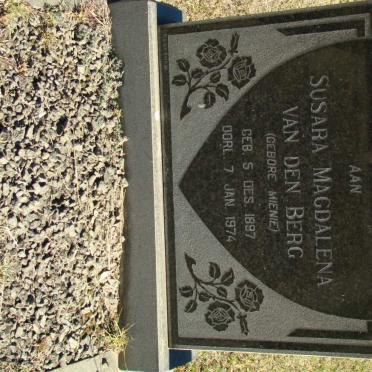 AAN
SUSARA MAGDALENA
VAN DEN BERG
(GEBORE MIENIE)
GEB. 5 DES. 1897
OORL. 7 JAN. 1974